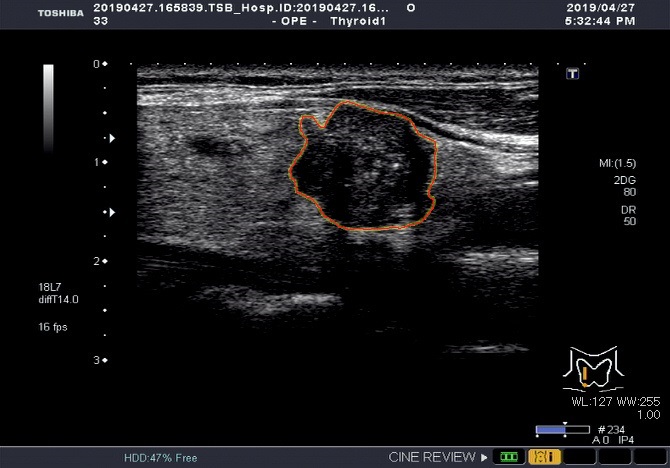 TOSHIBA
20190427.165839.TSB_Hosp.ID:20190427.16... O
2019/04/27
33
- OPE - Thyroid1
5:32:44 PM
0
T
1
MI:(1.5)
2DG
80
DR
50
2
18L7
diffT14.0
16 fps
3
WL:127 WW:255
1.00
#234
A 0 IP4
HDD:47% Free
CINE REVIEW